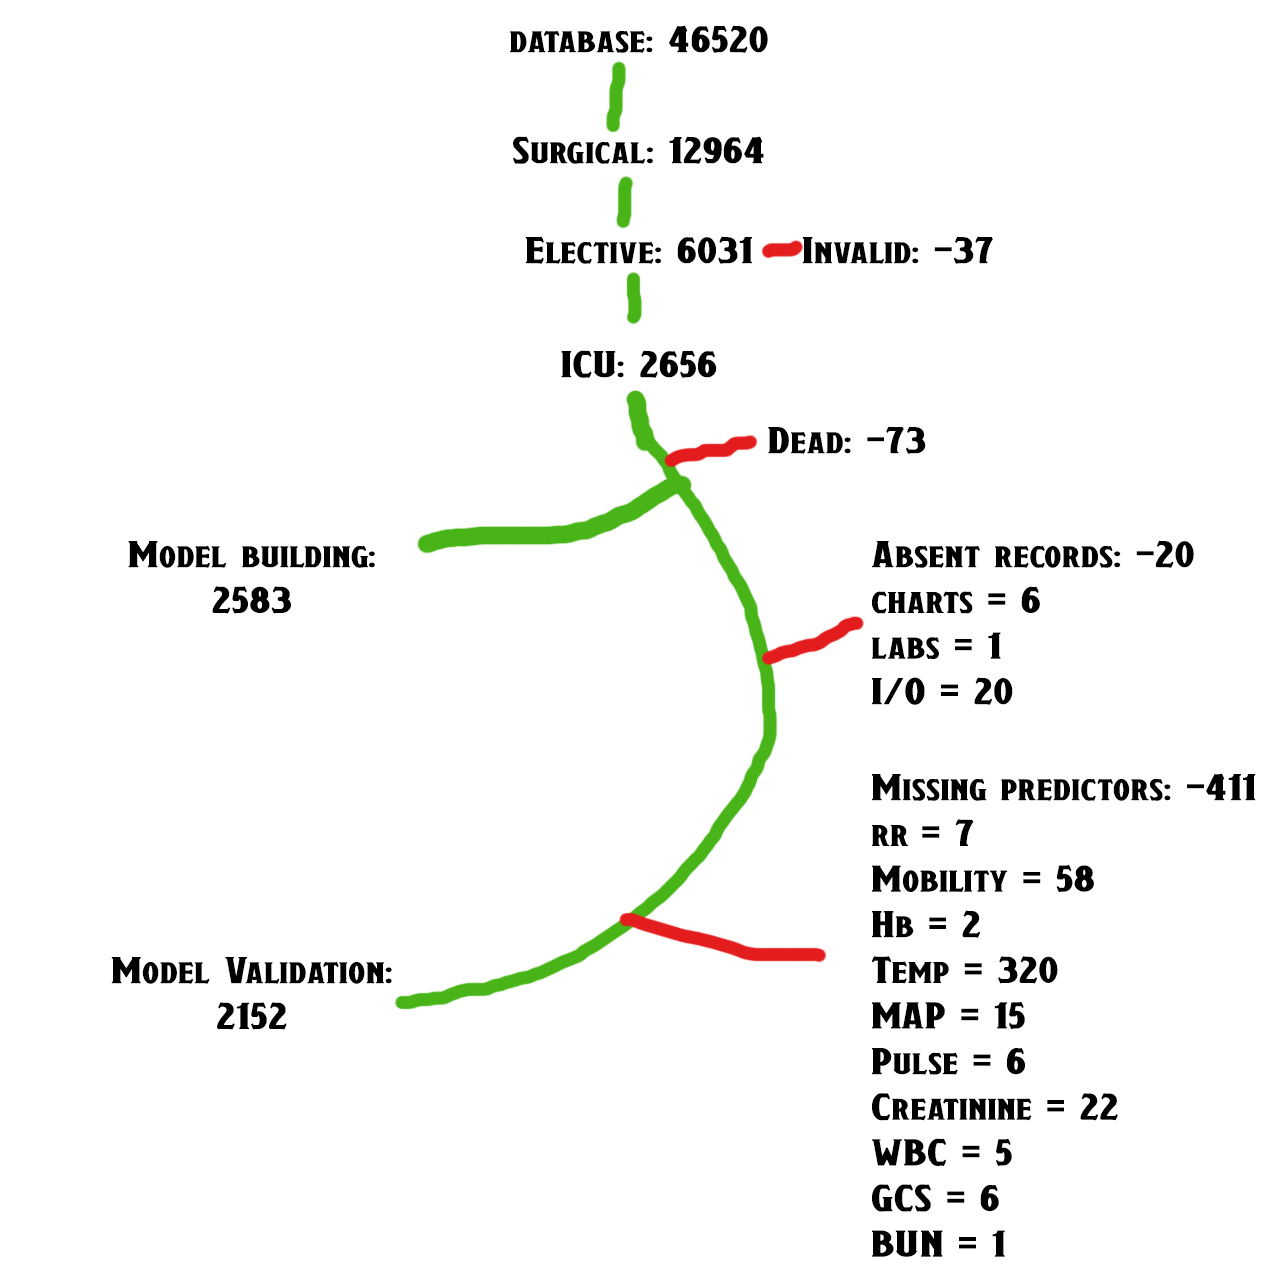 DATABASE: 46520
SURGICAL: 12964
ELECTIVE: 6031
INVALID: -37
ICU: 2656
DEAD: -73
MODEL BUILDING:
2583
ABSENT RECORDS: -20
CHARTS = 6
LABS = 1
I/O = 20
MISSING PREDICTORS: -411
RR = 7
MOBILITY = 58
HB = 2
TEMP = 320
MAP = 15
PULSE = 6
CREATININE = 22
WBC = 5
GCS = 6
BUN = 1
MODEL VALIDATION:
2152